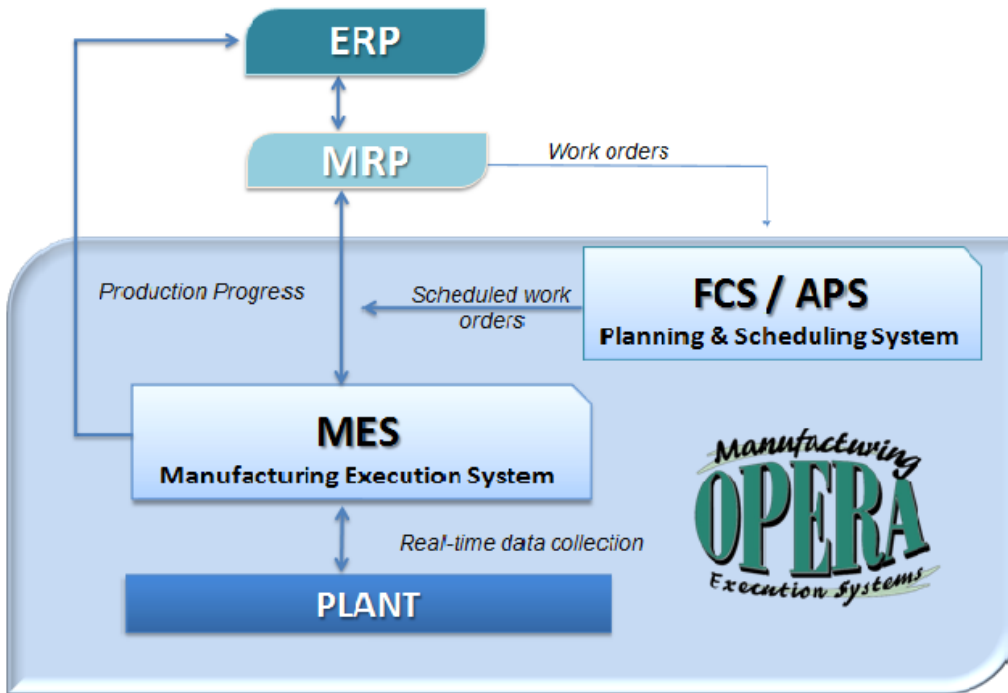 ERP
MRP
Work orders
FCS / APS
Planning & Scheduling System
Production Progress
Scheduled work
orders
MES
Manufacturing Execution System
Manufacturing
OPERA
Execution Systems
Real-time data collection
PLANT